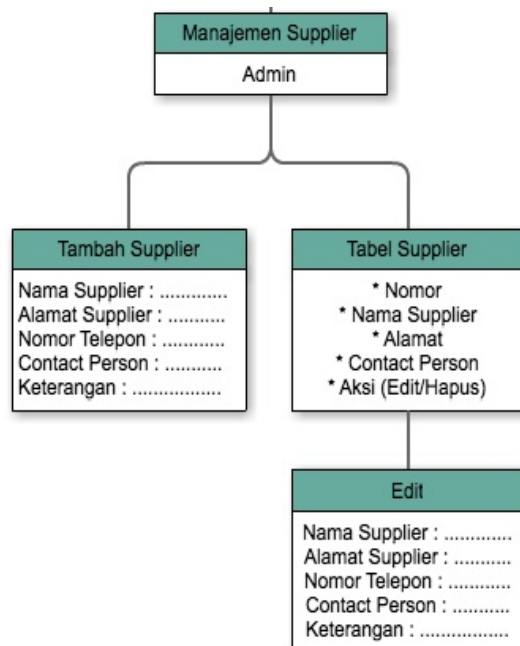 Manajemen Supplier
Admin
Tambah Supplier
Nama Supplier : .............
Alamat Supplier : ...........
Nomor Telepon : ............
Contact Person : ...........
Keterangan : .................
Tabel Supplier
* Nomor
* Nama Supplier
* Alamat
* Contact Person
* Aksi (Edit/Hapus)
Edit
Nama Supplier : .............
Alamat Supplier : ...........
Nomor Telepon : ............
Contact Person : ...........
Keterangan : .................